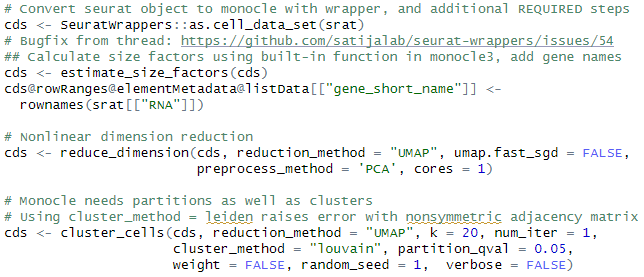 # Convert seurat object to monocle with wrapper, and additional REQUIRED steps
cds <- SeuratWrappers::as.cell_data_set(srat)
# Bugfix from thread: https://github.com/satijalab/seurat-wrappers/issues/54
## Calculate size factors using built-in function in monocle3, add gene names
cds <- estimate_size_factors(cds)
cds@rowRanges@elementMetadata@listData[["gene_short_name"]] <-
  rownames(srat[["RNA"]])

# Nonlinear dimension reduction
cds <- reduce_dimension(cds, reduction_method = "UMAP", umap.fast_sgd = FALSE,
                        preprocess_method = 'PCA', cores = 1)

# Monocle needs partitions as well as clusters
# Using cluster_method = leiden raises error with nonsymmetric adjacency matrix
cds <- cluster_cells(cds, reduction_method = "UMAP", k = 20, num_iter = 1,
                     cluster_method = "louvain", partition_qval = 0.05,
                     weight = FALSE, random_seed = 1,  verbose = FALSE)